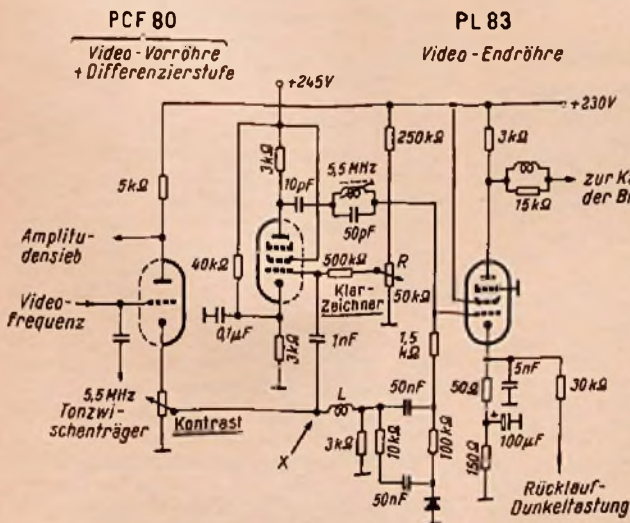 PCF 80
Video-Vorröhre
+ Differenzierstufe
PL 83
Video-Endröhre
+245V
+230V
3kΩ
250kΩ
3kΩ
5kΩ
10pF
5,5 MHz
50pF
15kΩ
Amplitu-
densieb
40kΩ
500kΩ
R
Klar-
Zeichner
50kΩ
Video-
frequenz
0,1μF
3kΩ
1nF
1,5
kΩ
5nF
50Ω
30kΩ
5,5 MHz
Tonzwi-
schenträger
Kontrast
L
50nF
X
3kΩ
10kΩ
100kΩ
+
100μF
150Ω
50nF
Rücklauf-
Dunkeltastung
zur
der